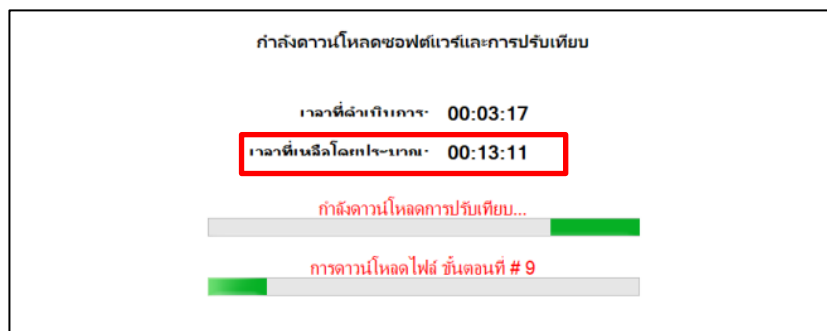 กำลังดาวน์โหลดซอฟต์แวร์และการปรับเทียบ
เวลาที่ดำเนินการ: 00:03:17
เวลาที่เหลือโดยประมาณ: 00:13:11
กำลังดาวน์โหลดการปรับเทียบ...
การดาวน์โหลดไฟล์ ขั้นตอนที่ # 9